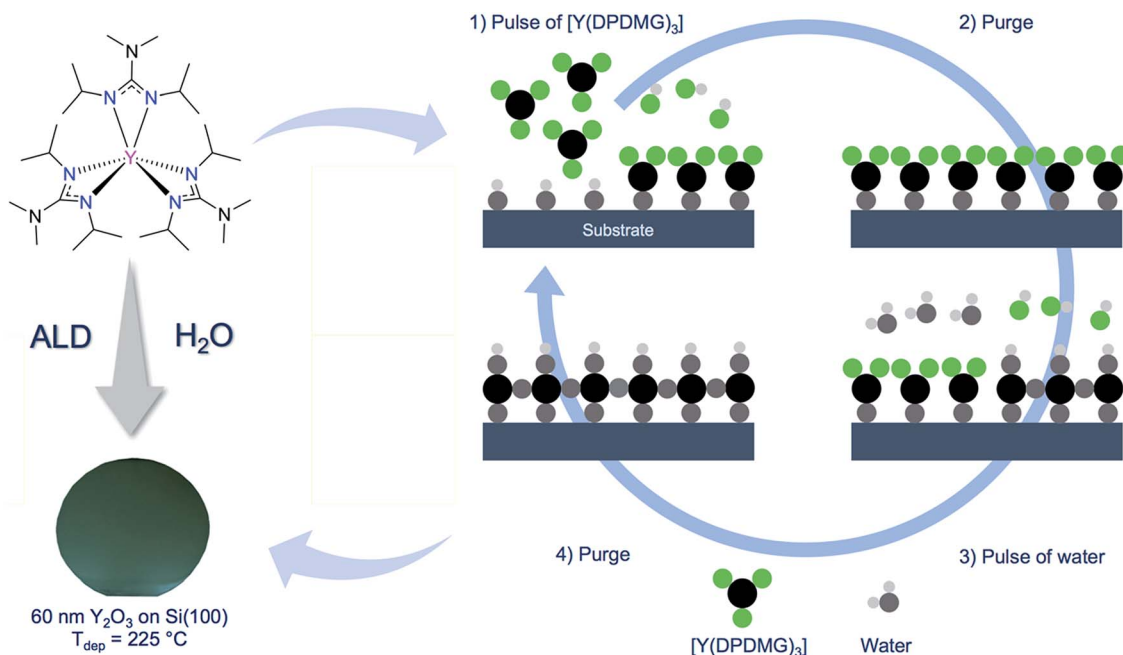 1) Pulse of [Y(DPDMG)₃]
2) Purge
N
N
N
Y
N
N
N
N
N
N
Substrate
ALD
H₂O
4) Purge
3) Pulse of water
60 nm Y₂O₃ on Si(100)
T_dep = 225 °C
[Y(DPDMG)₃]
Water